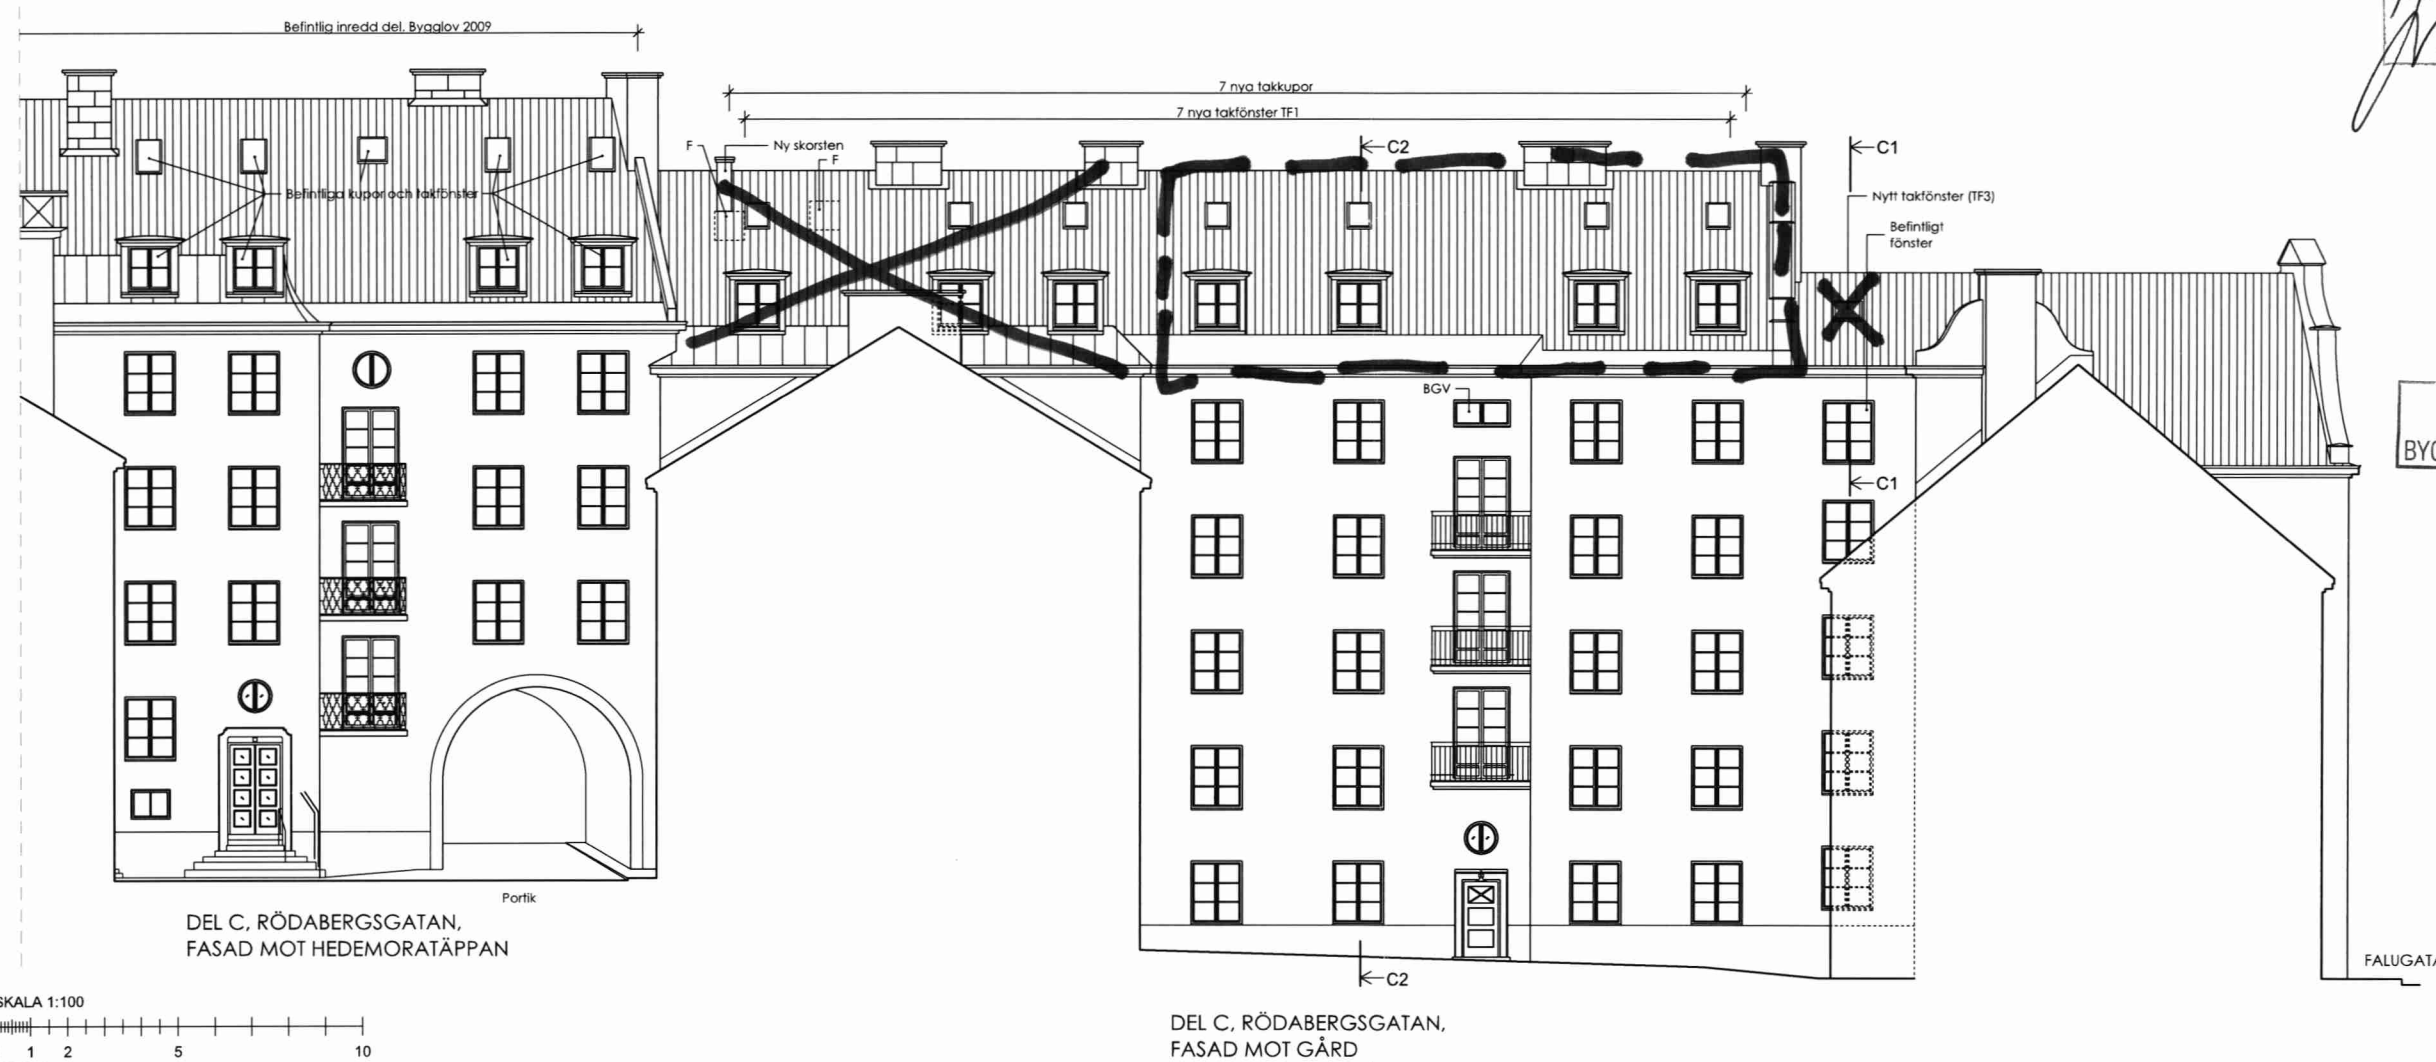 Befintlig inredd del. Bygglov 2009
7 nya takkupor
7 nya takfönster TF1
F
Ny skorsten
F
C2
C1
Befintliga kupor och takfönster
Nytt takfönster (TF3)
Befintligt
fönster
BGV
C1
Portik
DEL C, RÖDABERGSGATAN,
FASAD MOT HEDEMORATÄPPAN
C2
SKALA 1:100
1 2 5 10
DEL C, RÖDABERGSGATAN,
FASAD MOT GÅRD